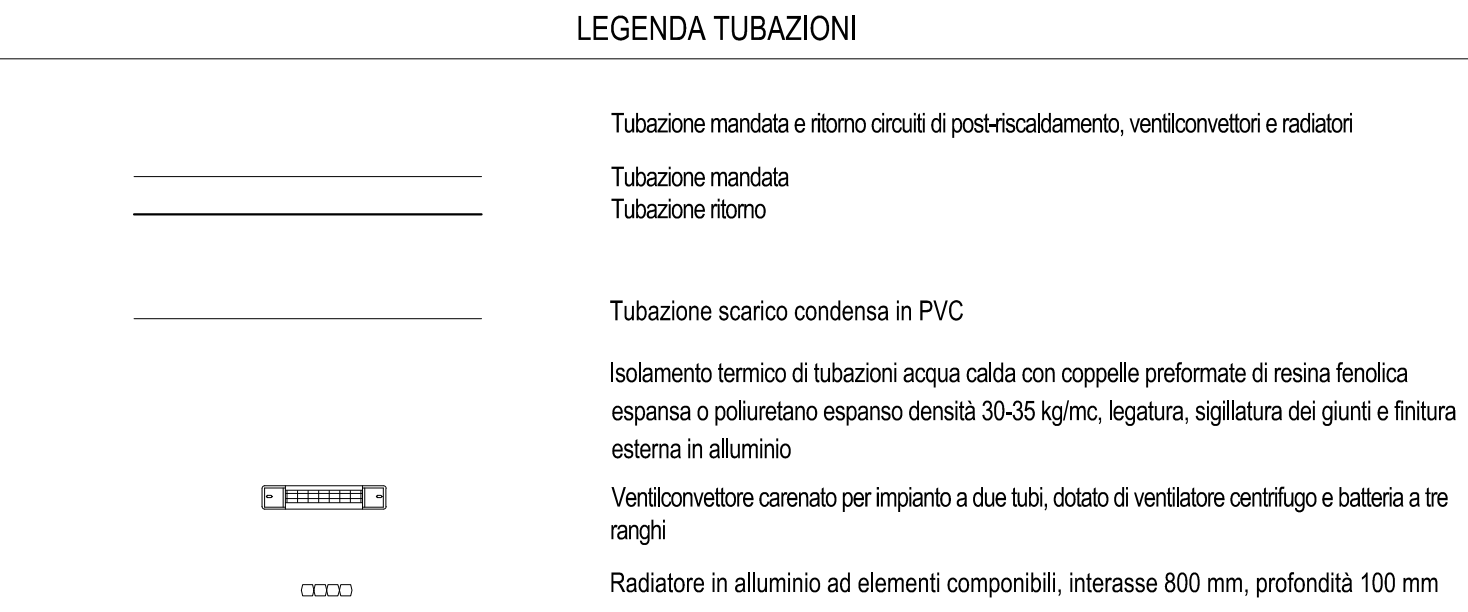 LEGENDA TUBAZIONI
Tubazione mandata e ritorno circuiti di post-riscaldamento, ventilconvettori e radiatori
Tubazione mandata
Tubazione ritorno
Tubazione scarico condensa in PVC
Isolamento termico di tubazioni acqua calda con coppelle preformate di resina fenolica
espansa o poliuretano espanso densità 30-35 kg/mc, legatura, sigillatura dei giunti e finitura
esterna in alluminio
Ventilconvettore carenato per impianto a due tubi, dotato di ventilatore centrifugo e batteria a tre
ranghi
Radiatore in alluminio ad elementi componibili, interasse 800 mm, profondità 100 mm